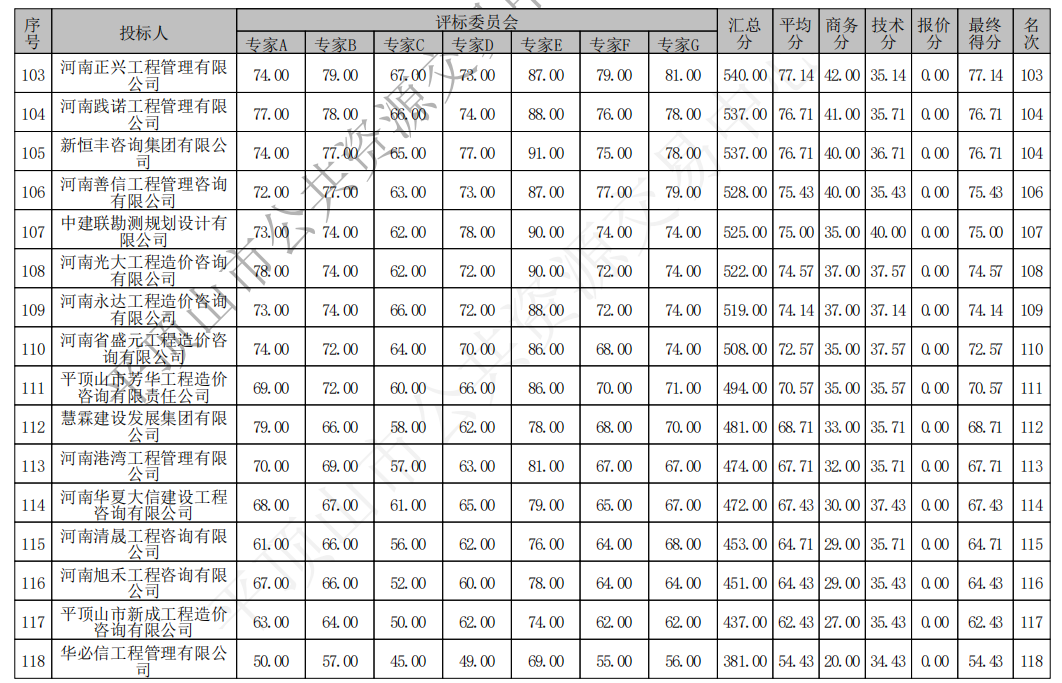 序号 投标人 评标委员会 汇总分 平均分 商务分 技术分 报价分 最终得分 名次
专家A 专家B 专家C 专家D 专家E 专家F 专家G
103 河南正兴工程管理有限公司 74.00 79.00 67.00 73.00 87.00 79.00 81.00 540.00 77.14 42.00 35.14 0.00 77.14 103
104 河南践诺工程管理有限公司 77.00 78.00 66.00 74.00 88.00 76.00 78.00 537.00 76.71 41.00 35.71 0.00 76.71 104
105 新恒丰咨询集团有限公司 74.00 77.00 65.00 77.00 91.00 75.00 78.00 537.00 76.71 40.00 36.71 0.00 76.71 104
106 河南善信工程管理咨询有限公司 72.00 77.00 63.00 73.00 87.00 77.00 79.00 528.00 75.43 40.00 35.43 0.00 75.43 106
107 中建联勘测规划设计有限公司 73.00 74.00 62.00 78.00 90.00 74.00 74.00 525.00 75.00 35.00 40.00 0.00 75.00 107
108 河南光大工程造价咨询有限公司 78.00 74.00 62.00 72.00 90.00 72.00 74.00 522.00 74.57 37.00 37.57 0.00 74.57 108
109 河南永达工程造价咨询有限公司 73.00 74.00 66.00 72.00 88.00 72.00 74.00 519.00 74.14 37.00 37.14 0.00 74.14 109
110 河南省盛元工程造价咨询有限公司 74.00 72.00 64.00 70.00 86.00 68.00 74.00 508.00 72.57 35.00 37.57 0.00 72.57 110
111 平顶山市芳华工程造价咨询有限责任公司 69.00 72.00 60.00 66.00 86.00 70.00 71.00 494.00 70.57 35.00 35.57 0.00 70.57 111
112 慧霖建设发展集团有限公司 79.00 66.00 58.00 62.00 78.00 68.00 70.00 481.00 68.71 33.00 35.71 0.00 68.71 112
113 河南港湾工程管理有限公司 70.00 69.00 57.00 63.00 81.00 67.00 67.00 474.00 67.71 32.00 35.71 0.00 67.71 113
114 河南华夏大信建设工程咨询有限公司 68.00 67.00 61.00 65.00 79.00 65.00 67.00 472.00 67.43 30.00 37.43 0.00 67.43 114
115 河南清晟工程咨询有限公司 61.00 66.00 56.00 62.00 76.00 64.00 68.00 453.00 64.71 29.00 35.71 0.00 64.71 115
116 河南旭禾工程咨询有限公司 67.00 66.00 52.00 60.00 78.00 64.00 64.00 451.00 64.43 29.00 35.43 0.00 64.43 116
117 平顶山市新成工程造价咨询有限公司 63.00 64.00 50.00 62.00 74.00 62.00 62.00 437.00 62.43 27.00 35.43 0.00 62.43 117
118 华必信工程管理有限公司 50.00 57.00 45.00 49.00 69.00 55.00 56.00 381.00 54.43 20.00 34.43 0.00 54.43 118
平顶山市公共资源交易中
平顶山市公共资源交易中心